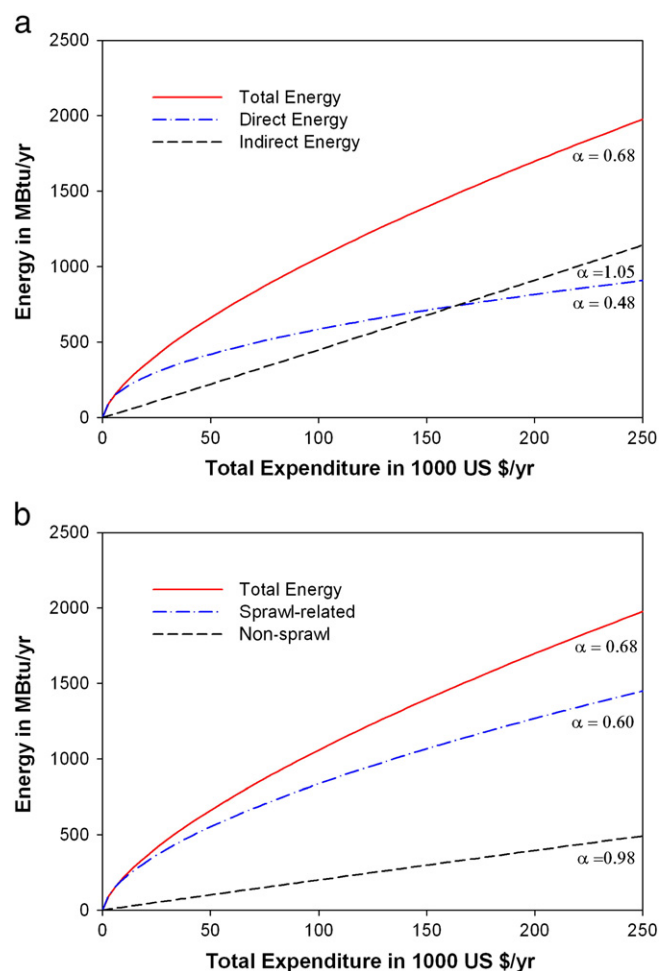 a
2500
2000
1500
1000
500
0
Energy in MBtu/yr
Total Energy
Direct Energy
Indirect Energy
α = 0.68
α =1.05
α = 0.48
0 50 100 150 200 250
Total Expenditure in 1000 US $/yr
b
2500
2000
1500
1000
500
0
Energy in MBtu/yr
Total Energy
Sprawl-related
Non-sprawl
α = 0.68
α = 0.60
α =0.98
0 50 100 150 200 250
Total Expenditure in 1000 US $/yr